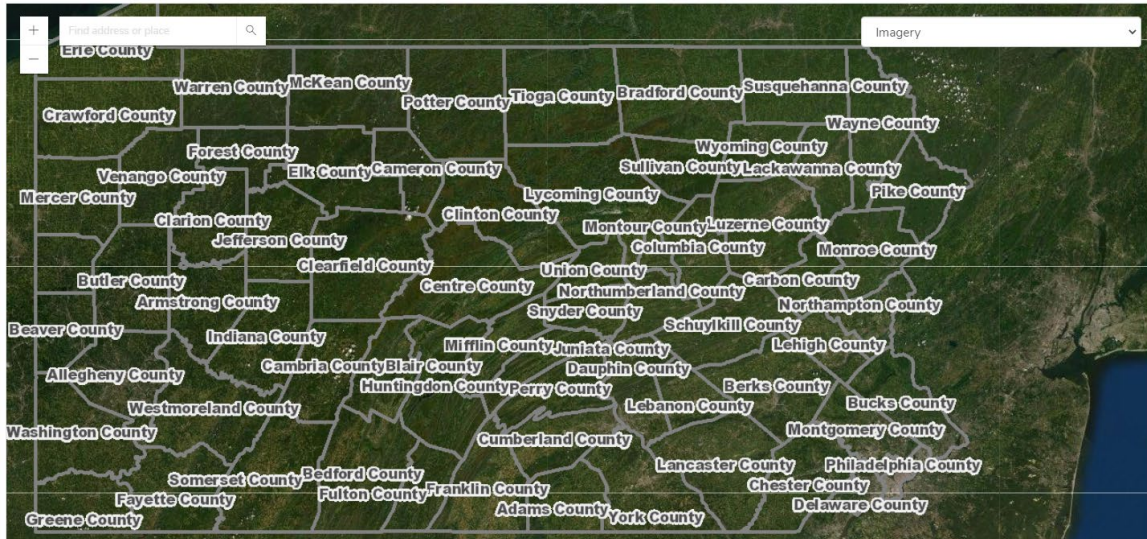 +
Find address or place
Imagery
−
Erie County
Warren County
McKean County
Potter County
Tioga County
Bradford County
Susquehanna County
Crawford County
Wayne County
Forest County
Wyoming County
Venango County
Elk County
Cameron County
Sullivan County
Lackawanna County
Mercer County
Lycoming County
Pike County
Clarion County
Clinton County
Montour County
Luzerne County
Jefferson County
Columbia County
Monroe County
Clearfield County
Union County
Butler County
Centre County
Northumberland County
Carbon County
Armstrong County
Snyder County
Northampton County
Beaver County
Indiana County
Schuylkill County
Mifflin County
Juniata County
Lehigh County
Allegheny County
Cambria County
Blair County
Dauphin County
Huntingdon County
Perry County
Berks County
Westmoreland County
Lebanon County
Bucks County
Washington County
Cumberland County
Montgomery County
Somerset County
Bedford County
Lancaster County
Philadelphia County
Fayette County
Fulton County
Franklin County
Chester County
Greene County
Adams County
York County
Delaware County